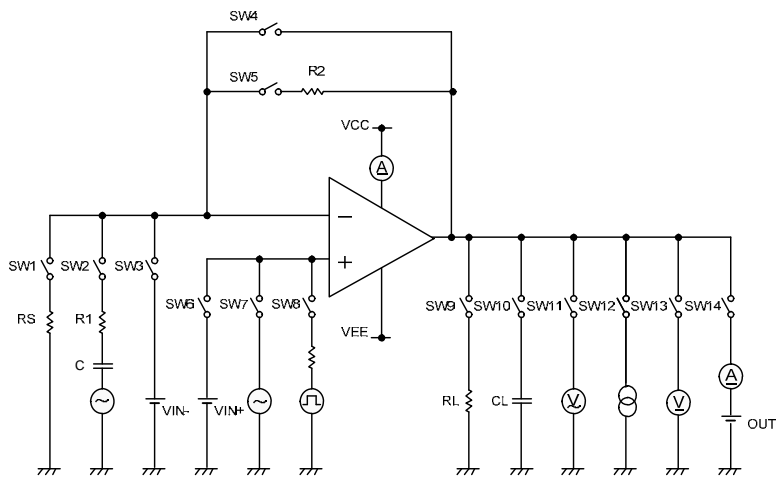 SW4
SW5
R2
VCC
A
−
+
SW1
SW2
SW3
SW6
SW7
SW8
SW9
SW10
SW11
SW12
SW13
SW14
RS
R1
VEE
C
A
VIN-
VIN+
RL
CL
V
V
OUT